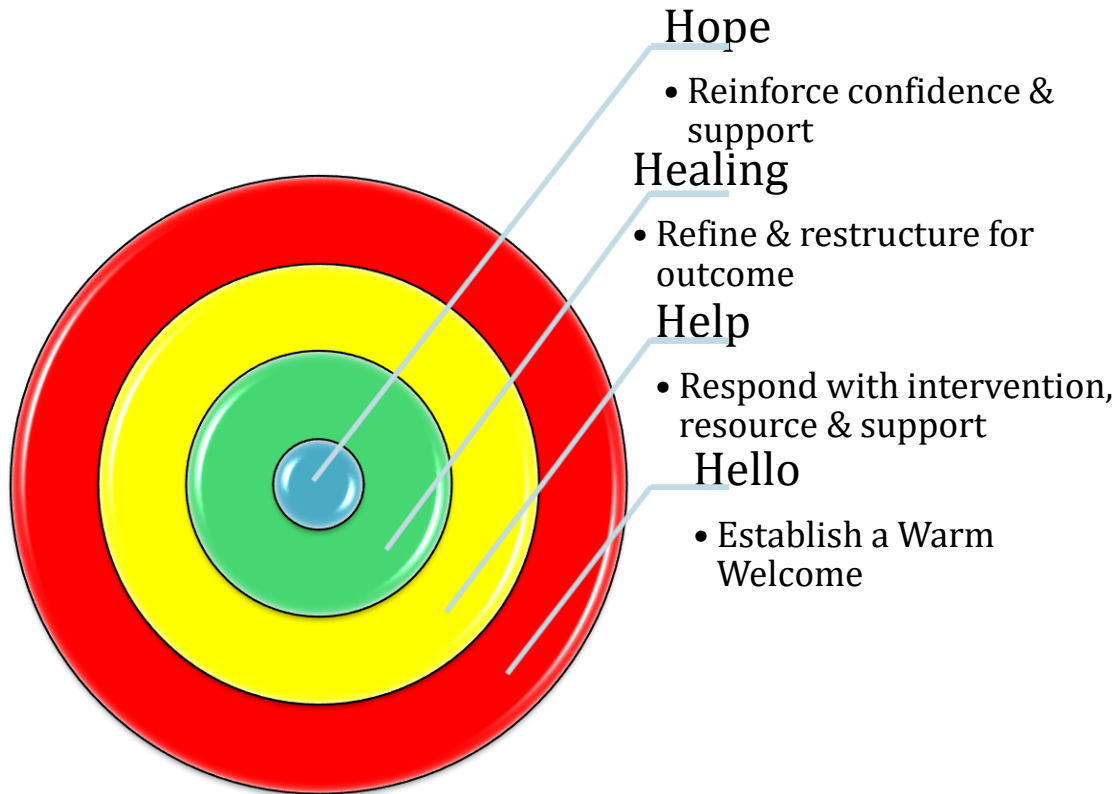 Hope
• Reinforce confidence &
support
Healing
• Refine & restructure for
outcome
Help
• Respond with intervention,
resource & support
Hello
• Establish a Warm
Welcome